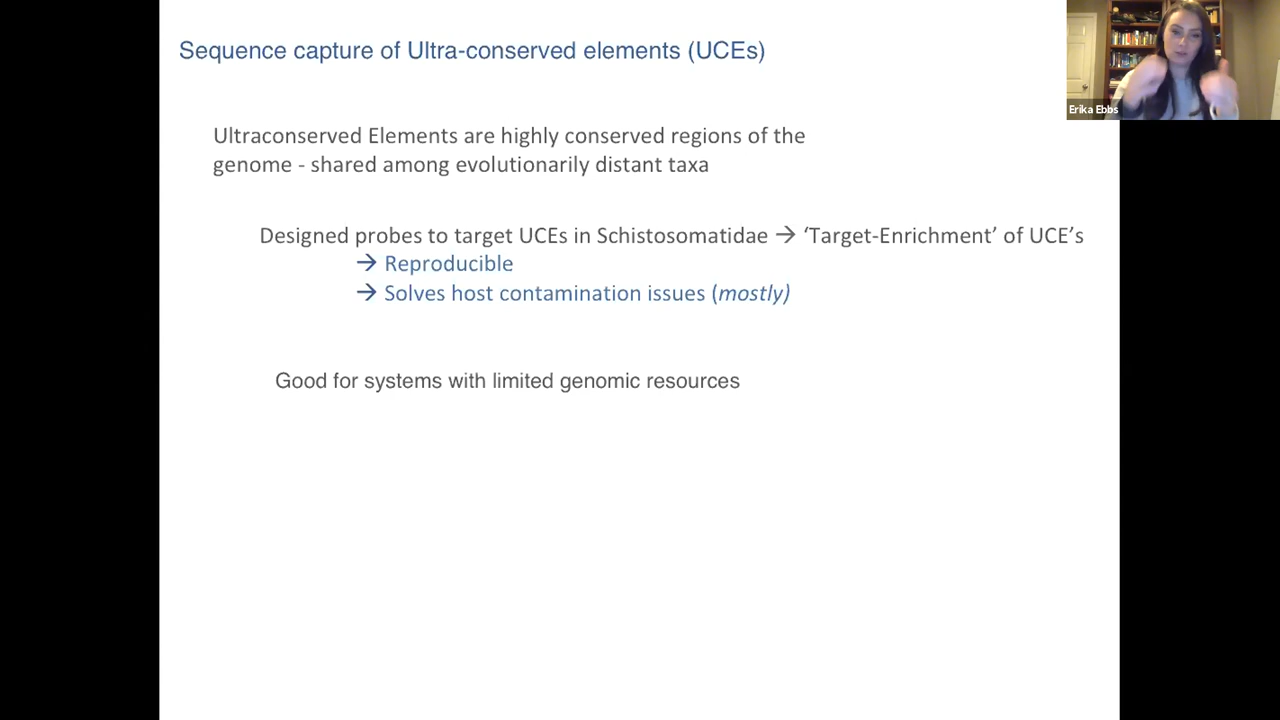 Sequence capture of Ultra-conserved elements (UCEs)
Erika Ebbs
Ultraconserved Elements are highly conserved regions of the
genome - shared among evolutionarily distant taxa
Designed probes to target UCEs in Schistosomatidae → ‘Target-Enrichment’ of UCE’s
→ Reproducible
→ Solves host contamination issues (mostly)
Good for systems with limited genomic resources